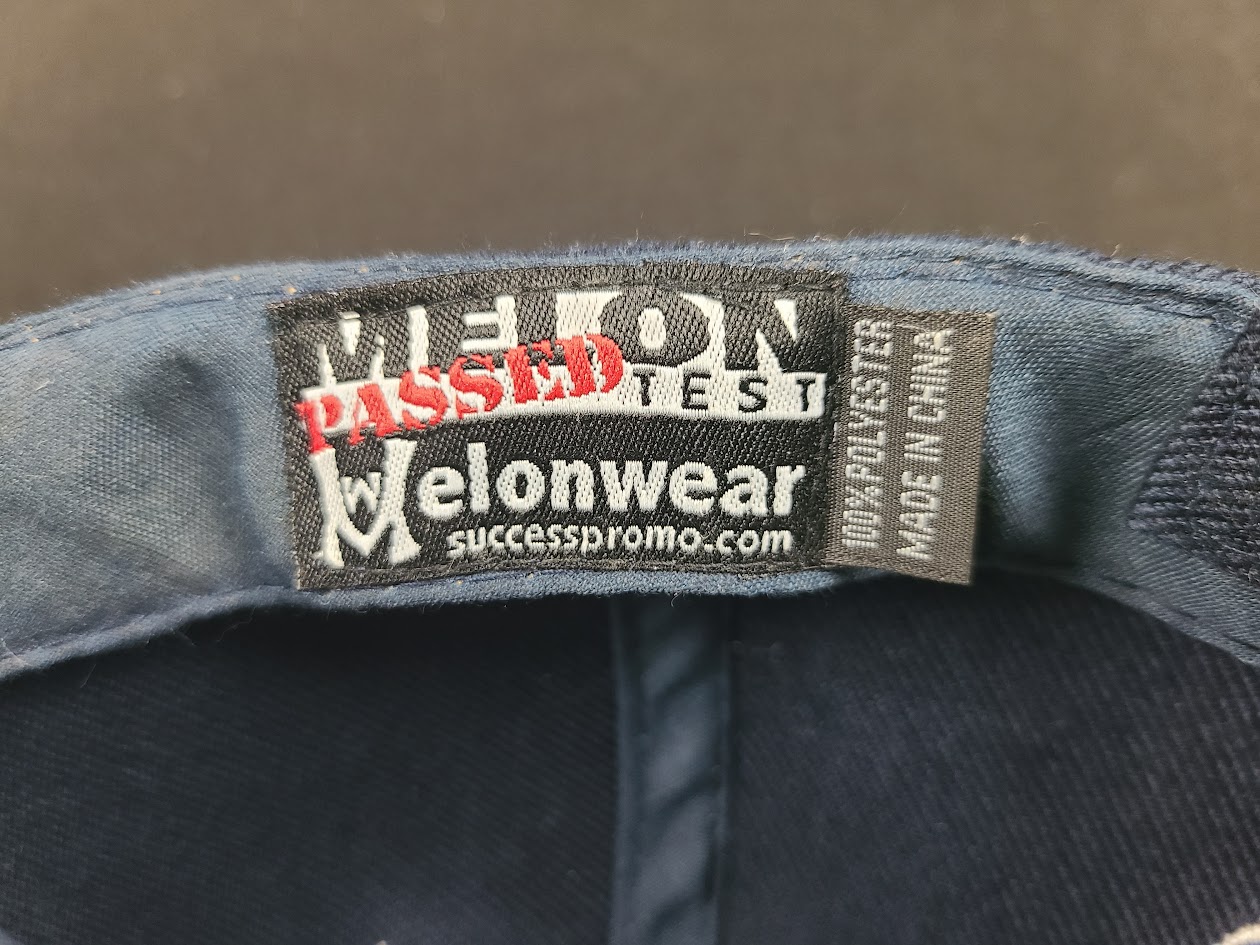 MELON
PASSED
TEST
Melonwear
successpromo.com
100% POLYESTER
MADE IN CHINA